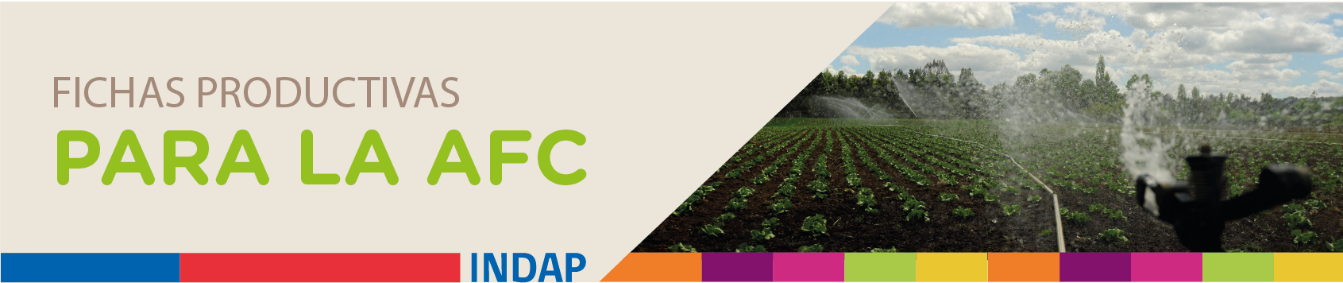 FICHAS PRODUCTIVAS
PARA LA AFC
INDAP